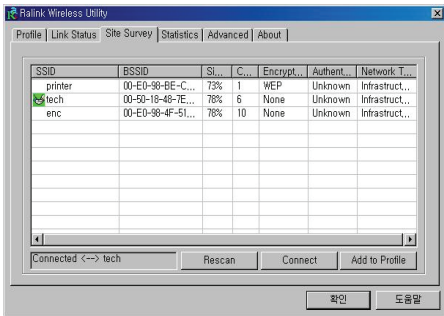 Ralink Wireless Utility
Profile | Link Status | Site Survey | Statistics | Advanced | About
SSID BSSID Si... C... Encrypt... Authent... Network T...
printer 00-E0-98-BE-C... 73% 1 WEP Unknown Infrastruct...
tech 00-50-18-48-7E... 78% 6 None Unknown Infrastruct...
enc 00-E0-98-4F-51... 78% 10 None Unknown Infrastruct...
Connected <--> tech Rescan Connect Add to Profile
확인 도움말